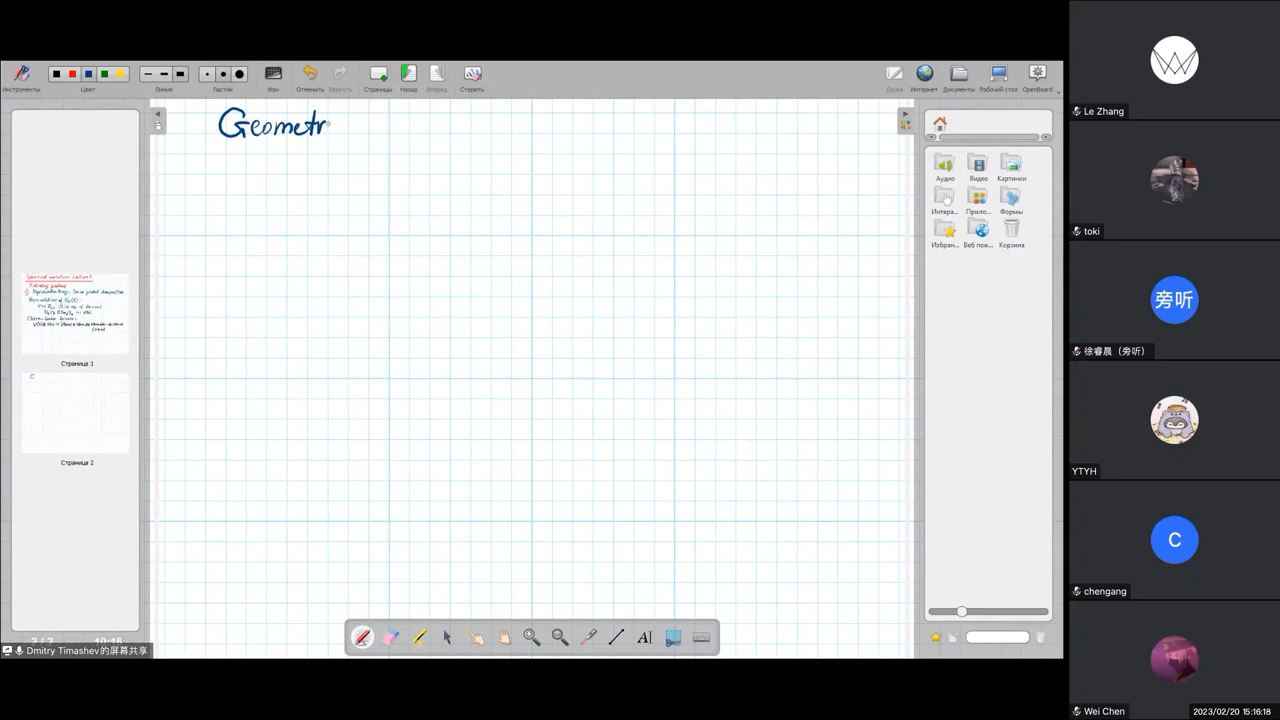 Инструменты
Цвет
Линия
Ластик
Фон
Отменить
Вернуть
Страницы
Назад
Вперед
Стереть
Доска
Интернет
Документы
Рабочий стол
OpenBoard
Geometr
Аудио
Видео
Картинки
Интера...
Прило...
Формы
Избран...
Веб пои...
Корзина
Страница 1
C
Страница 2
2 / 2
Dmitry Timashev的屏幕共享
Le Zhang
toki
旁听
徐睿晨（旁听）
YTYH
C
chengang
Wei Chen
2023/02/20 15:16:18